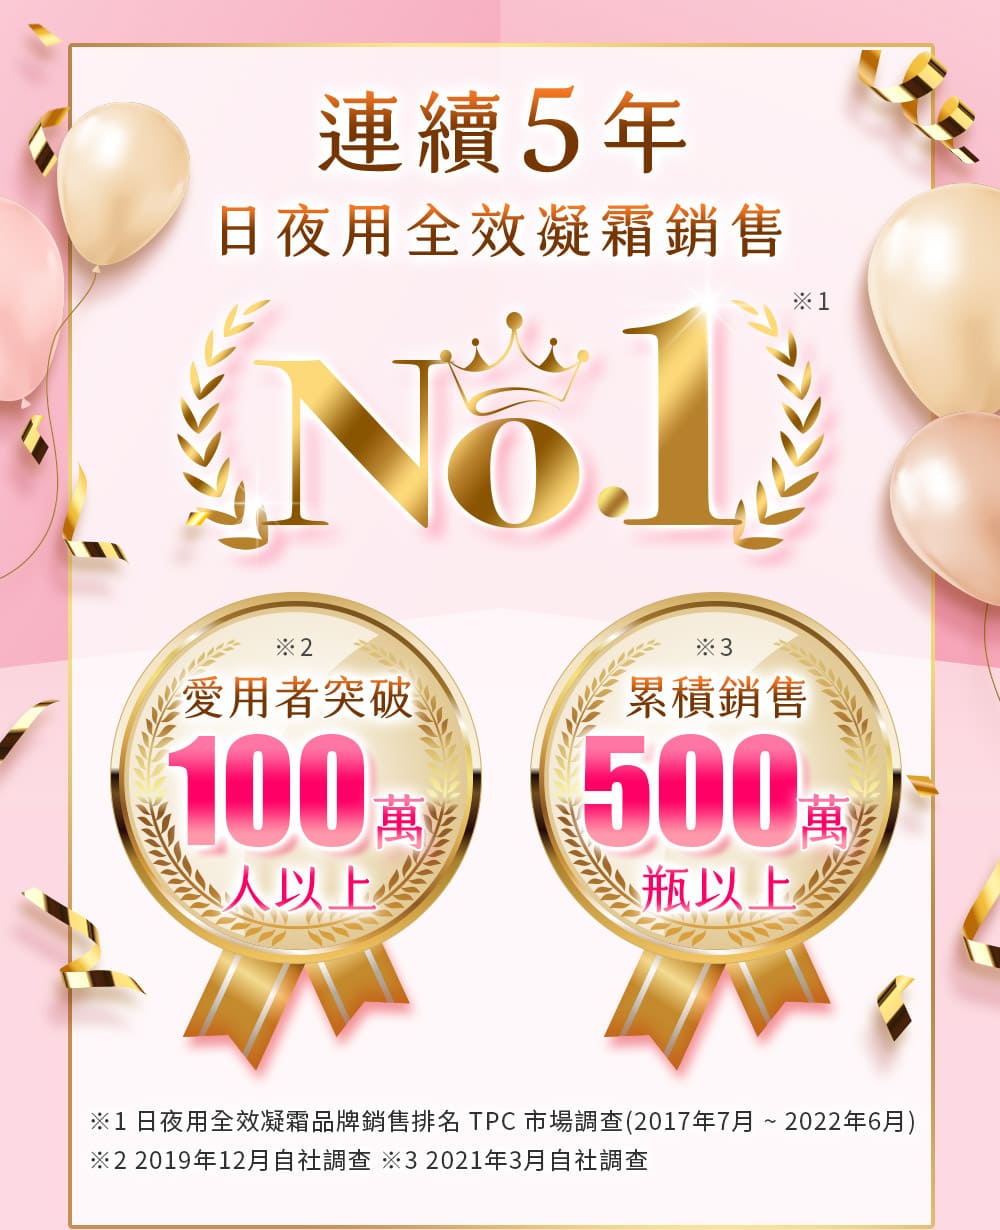 連續5年
日夜用全效凝霜銷售
※1
No.1
※2
愛用者突破
100萬
人以上
※3
累積銷售
500萬
瓶以上
※1 日夜用全效凝霜品牌銷售排名 TPC 市場調查(2017年7月 ~ 2022年6月)
※2 2019年12月自社調查 ※3 2021年3月自社調查